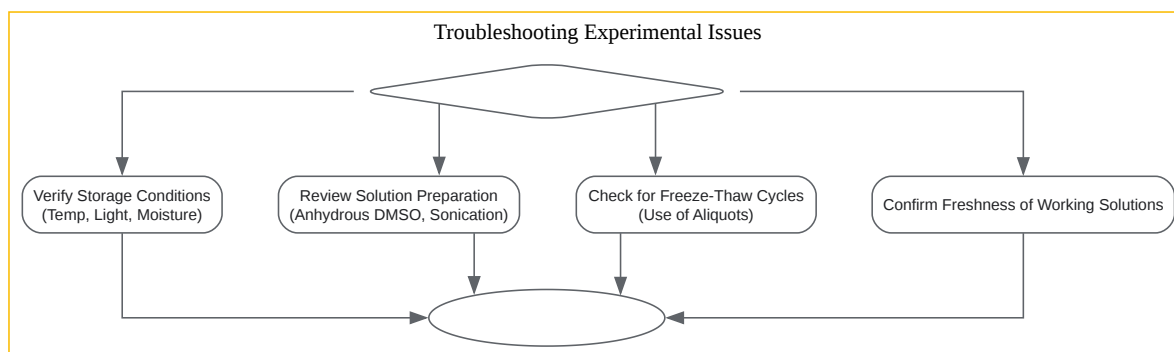 Troubleshooting Experimental Issues
Verify Storage Conditions
(Temp, Light, Moisture)
Review Solution Preparation
(Anhydrous DMSO, Sonication)
Check for Freeze-Thaw Cycles
(Use of Aliquots)
Confirm Freshness of Working Solutions